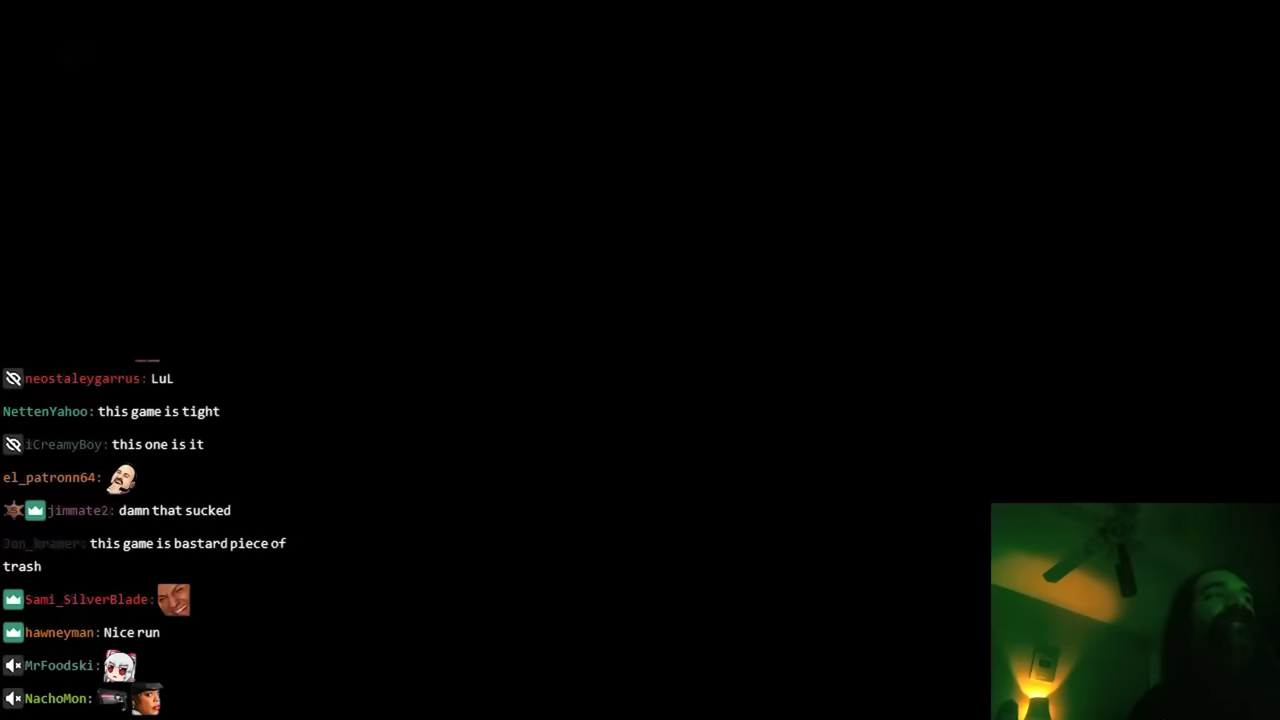 neostaleygarrus: LuL
NettenYahoo: this game is tight
iCreamyBoy: this one is it
el_patronn64:
jimmate2: damn that sucked
Jon_kramer: this game is bastard piece of
trash
Sami_SilverBlade:
hawneyman: Nice run
MrFoodski:
NachoMon: